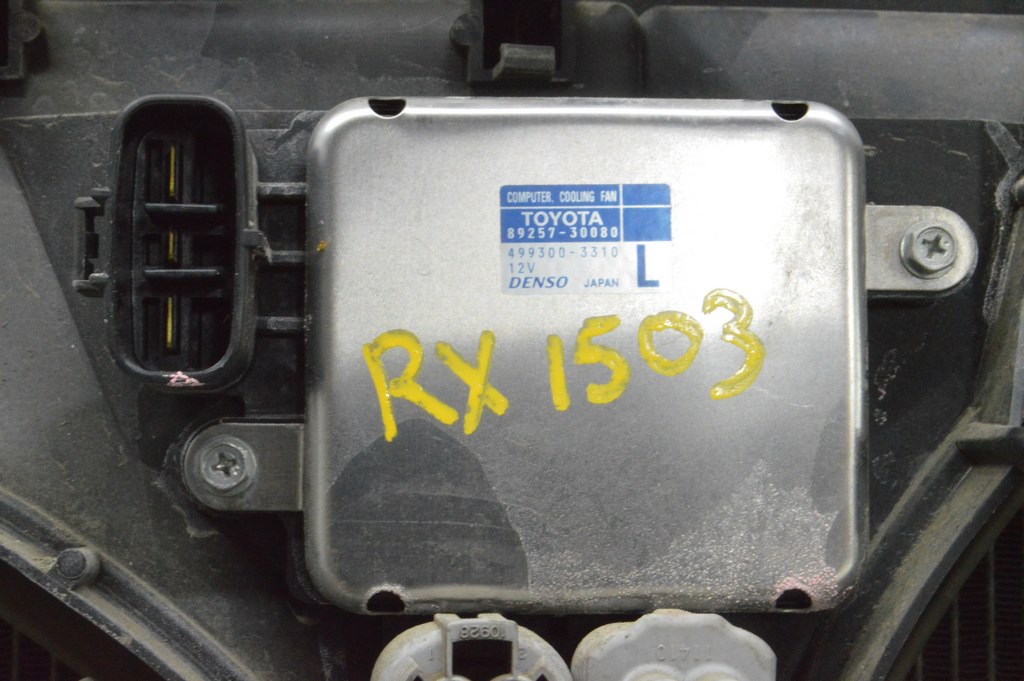 COMPUTER. COOLING FAN
TOYOTA
89257-30080
499300-3310
12V
DENSO JAPAN
L
RX 1503